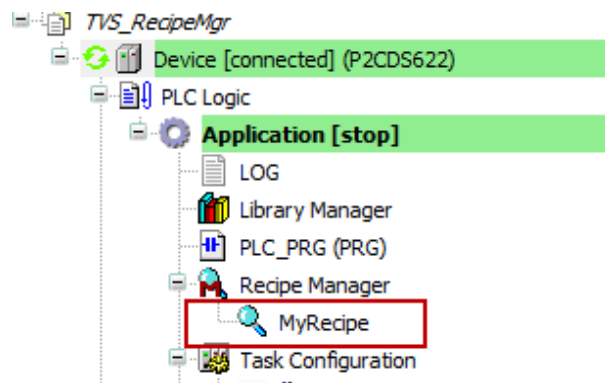 TVS_RecipeMgr
Device [connected] (P2CDS622)
PLC Logic
Application [stop]
LOG
Library Manager
PLC_PRG (PRG)
Recipe Manager
MyRecipe
Task Configuration